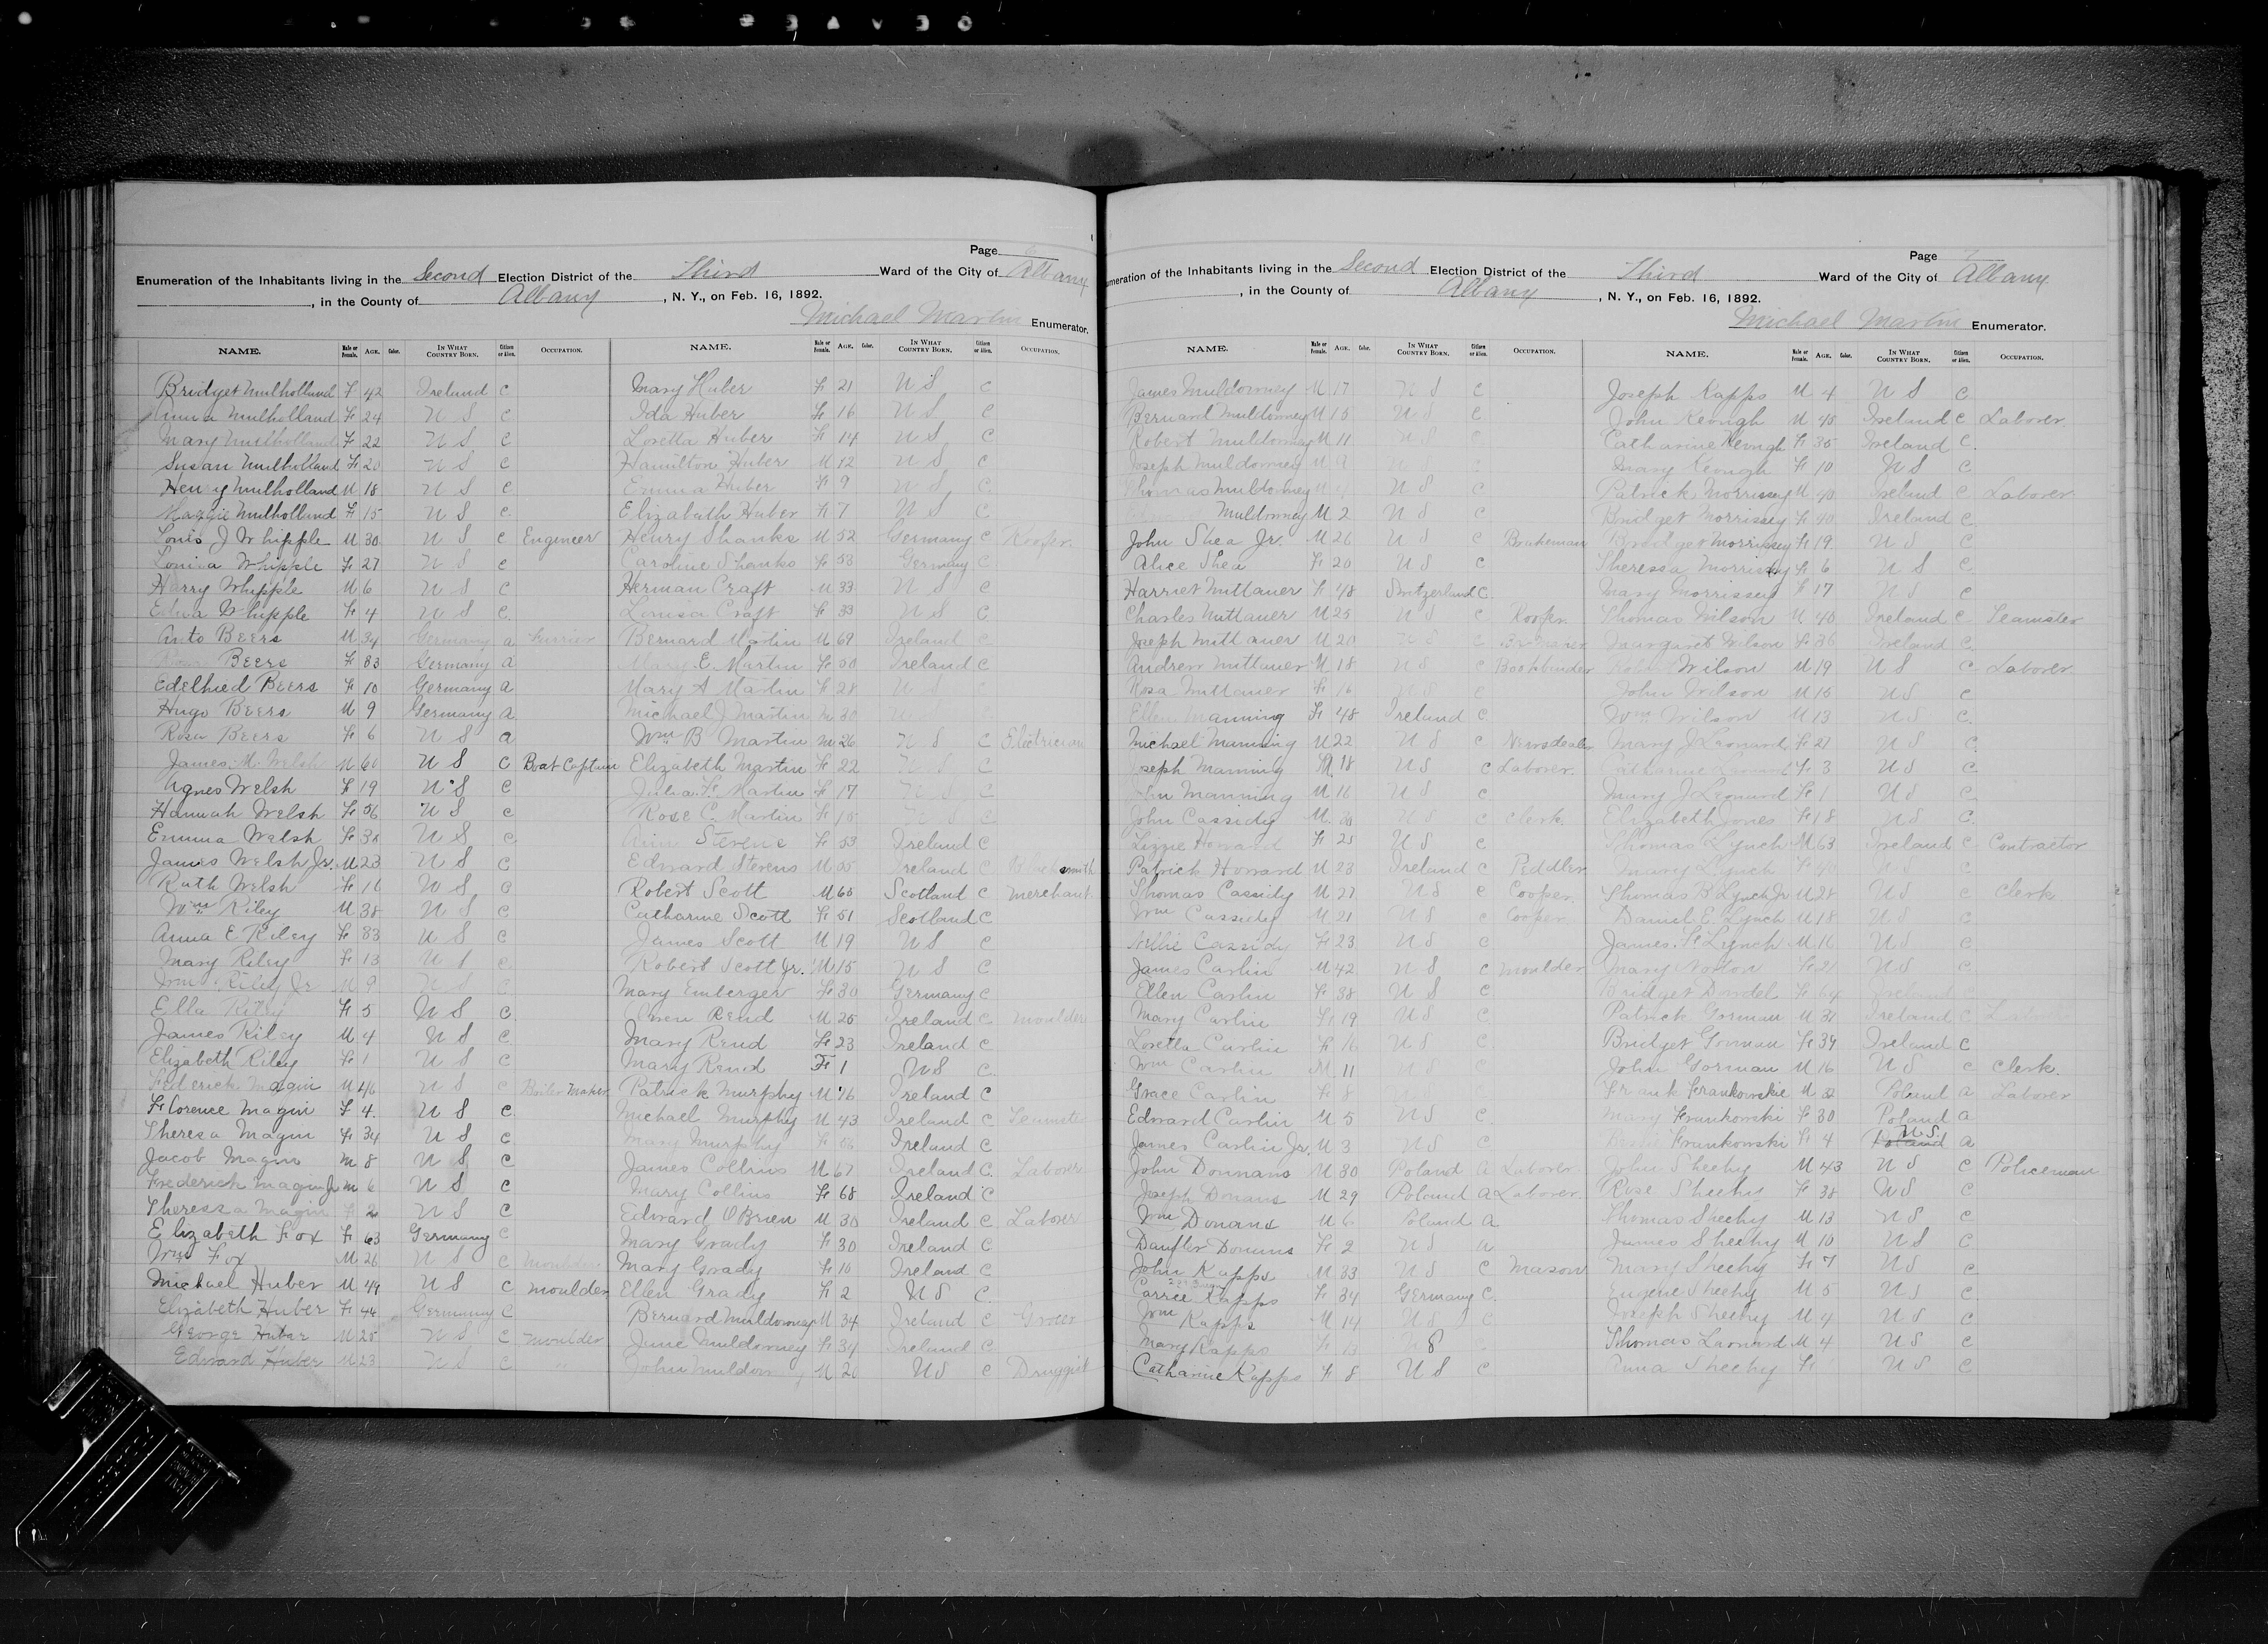 Page
Enumeration of the Inhabitants living in the Second Election District of the Third Ward of the City of Albany
, in the County of Albany, N. Y., on Feb. 16, 1892.
Michael Martin Enumerator.
NAME. Male or Female. AGE. Color. IN WHAT COUNTRY BORN. Citizen or Alien. OCCUPATION.
Bridget Mulholland F 42 Ireland C
Anna Mulholland F 24 U S C
Mary Mulholland F 22 U S C
Susan Mulholland F 20 U S C
Henry Mulholland M 18 U S C
Maggie Mulholland F 15 U S C
Louis J Whipple M 30 U S C Engineer
Louisa Whipple F 27 U S C
Harry Whipple M 6 U S C
Whipple F 4 U S C
Beers M 34 Germany a Furrier
Beers F 33 Germany a
Edelhied Beers F 10 Germany a
Hugo Beers M 9 Germany a
Rosa Beers F 6 U S a
James M. Welsh M 60 U S C Boat Captain
Agnes Welsh F 19 U S C
Hannah Welsh F 56 U S C
Emma Welsh F U S C
James Welsh Jr. M 23 U S C
Ruth Welsh F 16 U S C
Wm Riley M 38 U S C
Anna E Riley F 33 U S C
Mary Riley F 13 U S C
Wm Riley Jr M 9 U S C
Ella Riley F 5 U S C
James Riley M 4 U S C
Elizabeth Riley F 1 U S C
Frederick Magin M 46 U S C Boiler Maker
Florence Magin F 4 U S C
Theresa Magin F 34 U S C
Jacob Magin M 8 U S C
Frederick Magin Jr M 6 U S C
Theressa Magin F 2 U S C
Elizabeth Fox F 63 Germany C
Wm Fox M 26 U S C Moulder
Michael Huber M 49 U S C Moulder
Elizabeth Huber F 44 Germany C
George Huber M 25 U S C Moulder
Edward Huber M 23 U S C "
NAME. Male or Female. AGE. Color. IN WHAT COUNTRY BORN. Citizen or Alien. OCCUPATION.
Mary Huber F 21 U S C
Ida Huber F 16 U S C
Loretta Huber F 14 U S C
Hamilton Huber M 12 U S C
Emma Huber F 9 U S C
Elizabeth Huber F 7 U S C
Henry Shanks M 52 Germany C Roofer
Caroline Shanks F 58 Germany C
Herman Craft M 33 U S C
Louisa Craft F 33 U S C
Bernard Martin M 69 Ireland C
Mary E. Martin F 50 Ireland C
Mary A Martin F 28 U S C
Michael J Martin M 30
Wm B Martin M 26 U S C Electrician
Elizabeth Martin F 22 U S C
Julia F. Martin F 17 U S C
Rose C. Martin F 15 U S C
Ann Stevens F 53 Ireland C
Edward Stevens M 55 Ireland C Blacksmith
Robert Scott M 60 Scotland C Merchant
Catharine Scott F 51 Scotland C
James Scott M 19 U S C
Robert Scott Jr. M 15 U S C
Mary Emberger F 30 Germany C
Owen Rend M 25 Ireland C Moulder
Mary Rend F 23 Ireland C
Mary Rend F 1 U S C
Patrick Murphy M 76 Ireland C
Michael Murphy M 43 Ireland C Teamster
Mary Murphy F Ireland C
James Collins M 67 Ireland C Laborer
Mary Collins F 68 Ireland C
Edward O Brien M 30 Ireland C Laborer
Mary Grady F 30 Ireland C
Mary Grady F 10 Ireland C
Ellen Grady F 2 U S C
Bernard Muldowney M 34 Ireland C Grocer
Jane Muldowney F 34 Ireland C
John Muldowney M 20 U S C Druggist
Page 7
Enumeration of the Inhabitants living in the Second Election District of the Third Ward of the City of Albany
, in the County of Albany, N. Y., on Feb. 16, 1892.
Michael Martin Enumerator.
NAME. Male or Female. AGE. Color. IN WHAT COUNTRY BORN. Citizen or Alien. OCCUPATION.
James Muldowney M 17 U S C
Bernard Muldowney M 15 U S C
Robert Muldowney M 11 U S C
Joseph Muldowney M 9 U S C
Thomas Muldowney M 4 U S C
Muldowney M 2 U S C
John Shea Jr. M 26 U S C Brakeman
Alice Shea F 20 U S C
Harriet Mittauer F 48 Switzerland C
Charles Mittauer M 25 U S C Roofer
Joseph Mittauer M 20 U S C
Andrew Mittauer M 18 U S C Bookbinder
Rosa Mittauer F 16 U S C
Ellen Manning F 48 Ireland C
Michael Manning M 22 U S C Newsdealer
Joseph Manning M 18 U S C Laborer
John Manning M 16 U S C
John Cassidy M U S C Clerk
Lizzie Howard F 25 U S C
Patrick Howard M 23 Ireland C Peddler
Thomas Cassidy M 27 U S C Cooper
Wm Cassidy M 21 U S C Cooper
Nellie Cassidy F 23 U S C
James Carlin M 42 U S C Moulder
Ellen Carlin F 38 U S C
Mary Carlin F 19 U S C
Loretta Carlin F 16 U S C
Wm Carlin M 11 U S C
Grace Carlin F 8
Edward Carlin M 5 U S C
James Carlin Jr. M 3 U S C
John Donnans M 30 Poland A Laborer
Joseph Donans M 29 Poland A Laborer
Wm Donans M 6 Poland A
Donans F 2 U S a
John Kapps M 33 U S C Mason
Carrie Kapps F 34 Germany C
Wm Kapps M 14 U S C
Mary Kapps F 13 U S
Catharine Kapps F 8 U S C
NAME. Male or Female. AGE. Color. IN WHAT COUNTRY BORN. Citizen or Alien. OCCUPATION.
Joseph Kapps M 4 U S C
John Keough M 45 Ireland C Laborer
Catharine Keough F 35 Ireland C
Mary Keough F 10 U S C
Patrick Morrissey M 40 Ireland C Laborer
Bridget Morrissey F 40 Ireland C
Bridget Morrissey F 19 U S C
Theressa Morrissey F 6 U S C
Mary Morrissey F 17 U S C
Thomas Wilson M 40 Ireland C Teamster
Margaret Wilson F 36 Ireland C
Robert Wilson M 19 U S C Laborer
John Wilson M 15 U S C
Wm Wilson M 13 U S C
Mary J Leonard F 21 U S C
Catharine Leonard F 3 U S C
Mary J Leonard F 1 U S C
Elizabeth Jones F 18 U S C
Thomas Lynch M 63 Ireland C Contractor
Mary Lynch F U S C
Thomas B Lynch Jr M 28 U S C Clerk
Daniel E. Lynch M 18 U S C
James F Lynch M 16 U S C
Mary Norton F 21 U S C
Bridget Dowdel F 64 Ireland C
Patrick Gorman M Ireland C Laborer
Bridget Gorman F 39 Ireland C
John Gorman M 16 U S C Clerk
Frank Frankowskie M 32 Poland a Laborer
Mary Frankowski F 30 Poland a
Frankowski F 4 Poland U S a
John Sheehy M 43 U S C Policeman
Rose Sheehy F 38 U S C
Thomas Sheehy M 13 U S C
James Sheehy M 10 U S C
Mary Sheehy F 7 U S C
Eugene Sheehy M 5 U S C
Joseph Sheehy M 4 U S C
Thomas Leonard M 4 U S C
Anna Sheehy F U S C